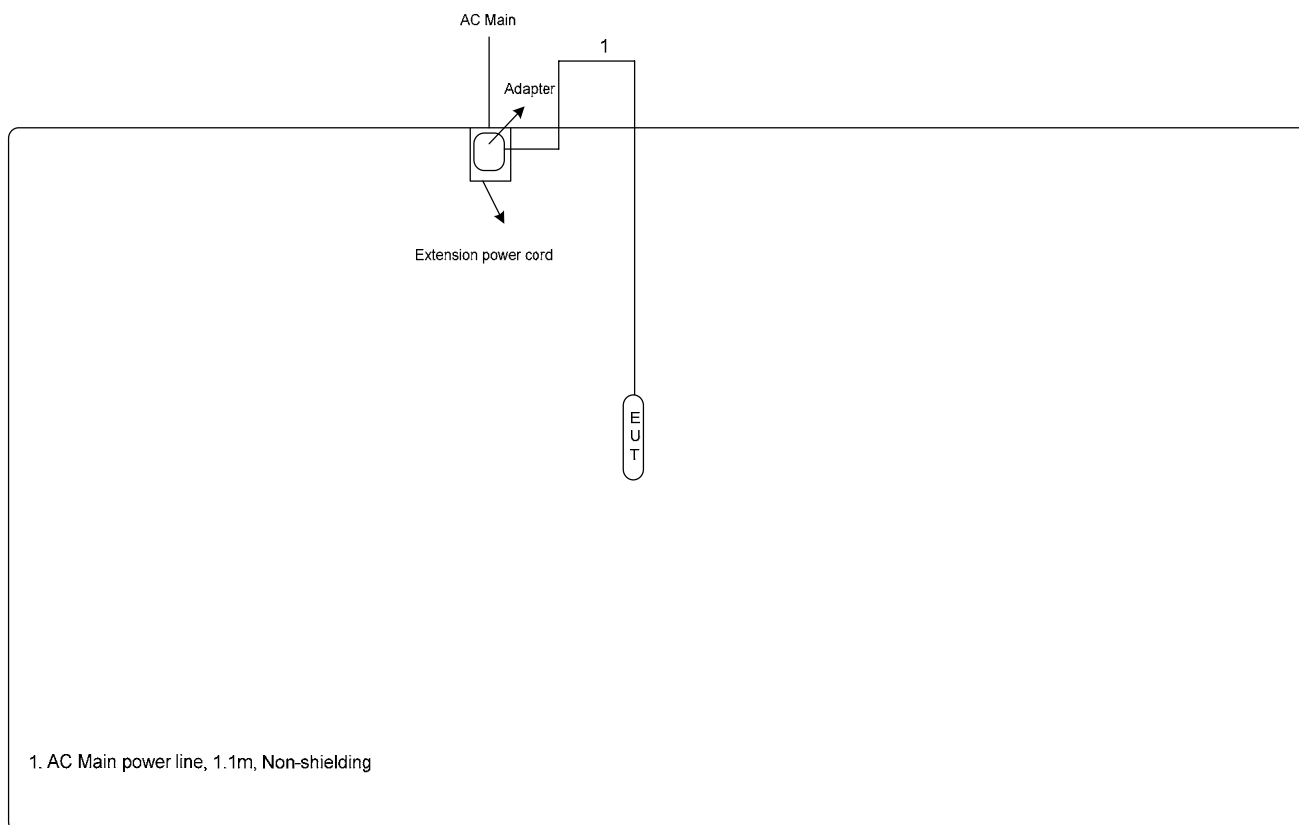 AC Main
1
Adapter
Extension power cord
E
U
T
1. AC Main power line, 1.1m, Non-shielding